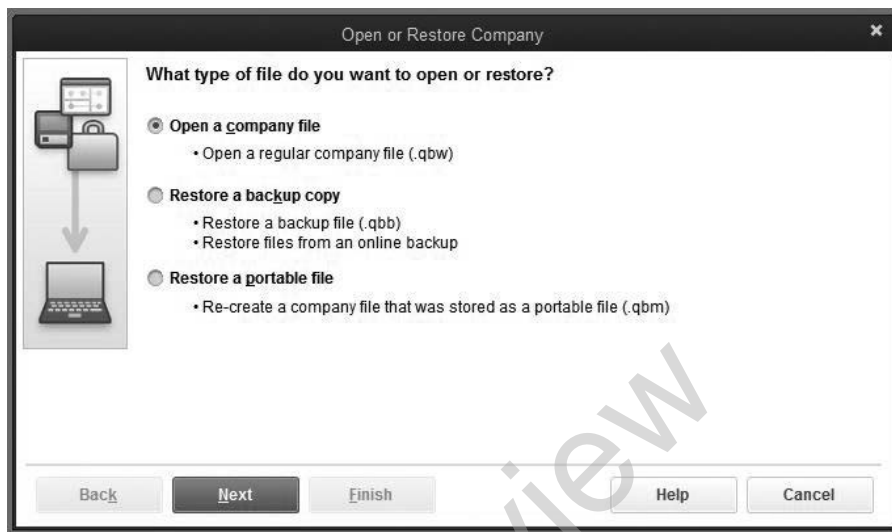 Open or Restore Company
What type of file do you want to open or restore?
Open a company file
• Open a regular company file (.qbw)
Restore a backup copy
• Restore a backup file (.qbb)
• Restore files from an online backup
Restore a portable file
• Re-create a company file that was stored as a portable file (.qbm)
Back Next Finish Help Cancel